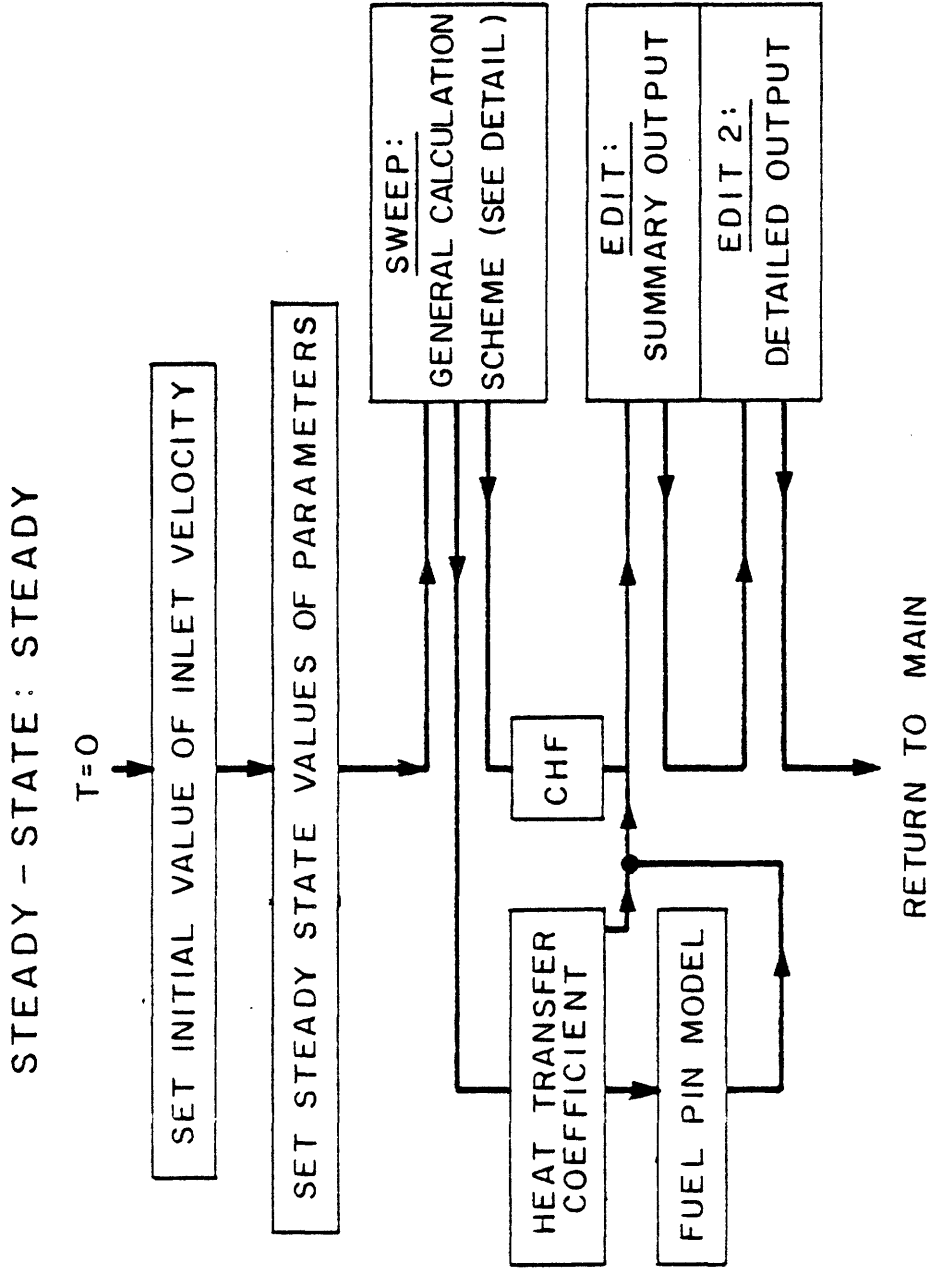 STEADY-STATE: STEADY
T=0
SET INITIAL VALUE OF INLET VELOCITY
SET STEADY STATE VALUES OF PARAMETERS
SWEEP:
GENERAL CALCULATION
SCHEME (SEE DETAIL)
HEAT TRANSFER
COEFFICIENT
CHF
FUEL PIN MODEL
EDIT:
SUMMARY OUTPUT
EDIT 2:
DETAILED OUTPUT
RETURN TO MAIN